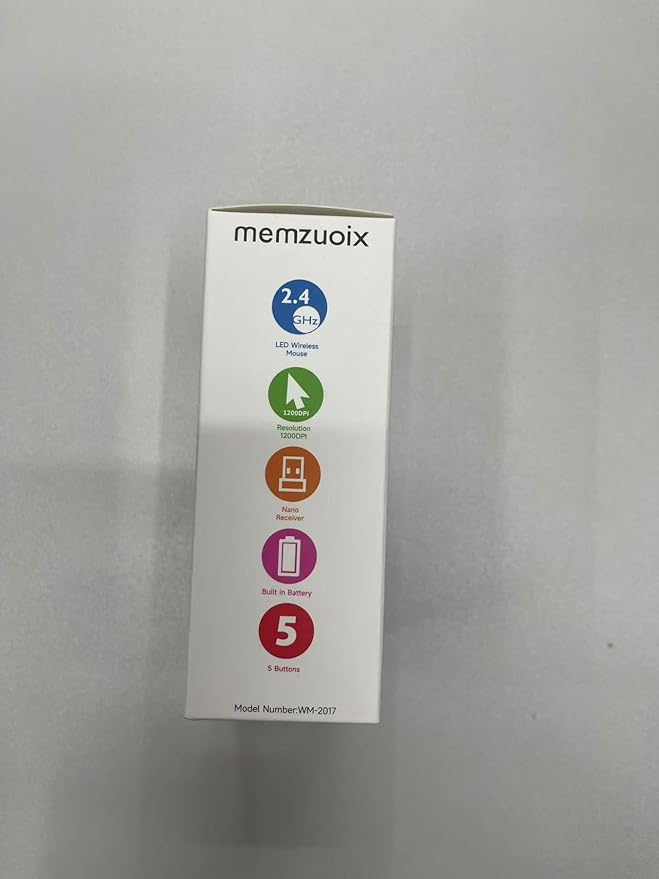 memzuoix
2.4
GHz
LED Wireless
Mouse
1200DPI
Resolution
1200DPI
Nano
Receiver
Built in Battery
5
5 Buttons
Model Number:WM-2017